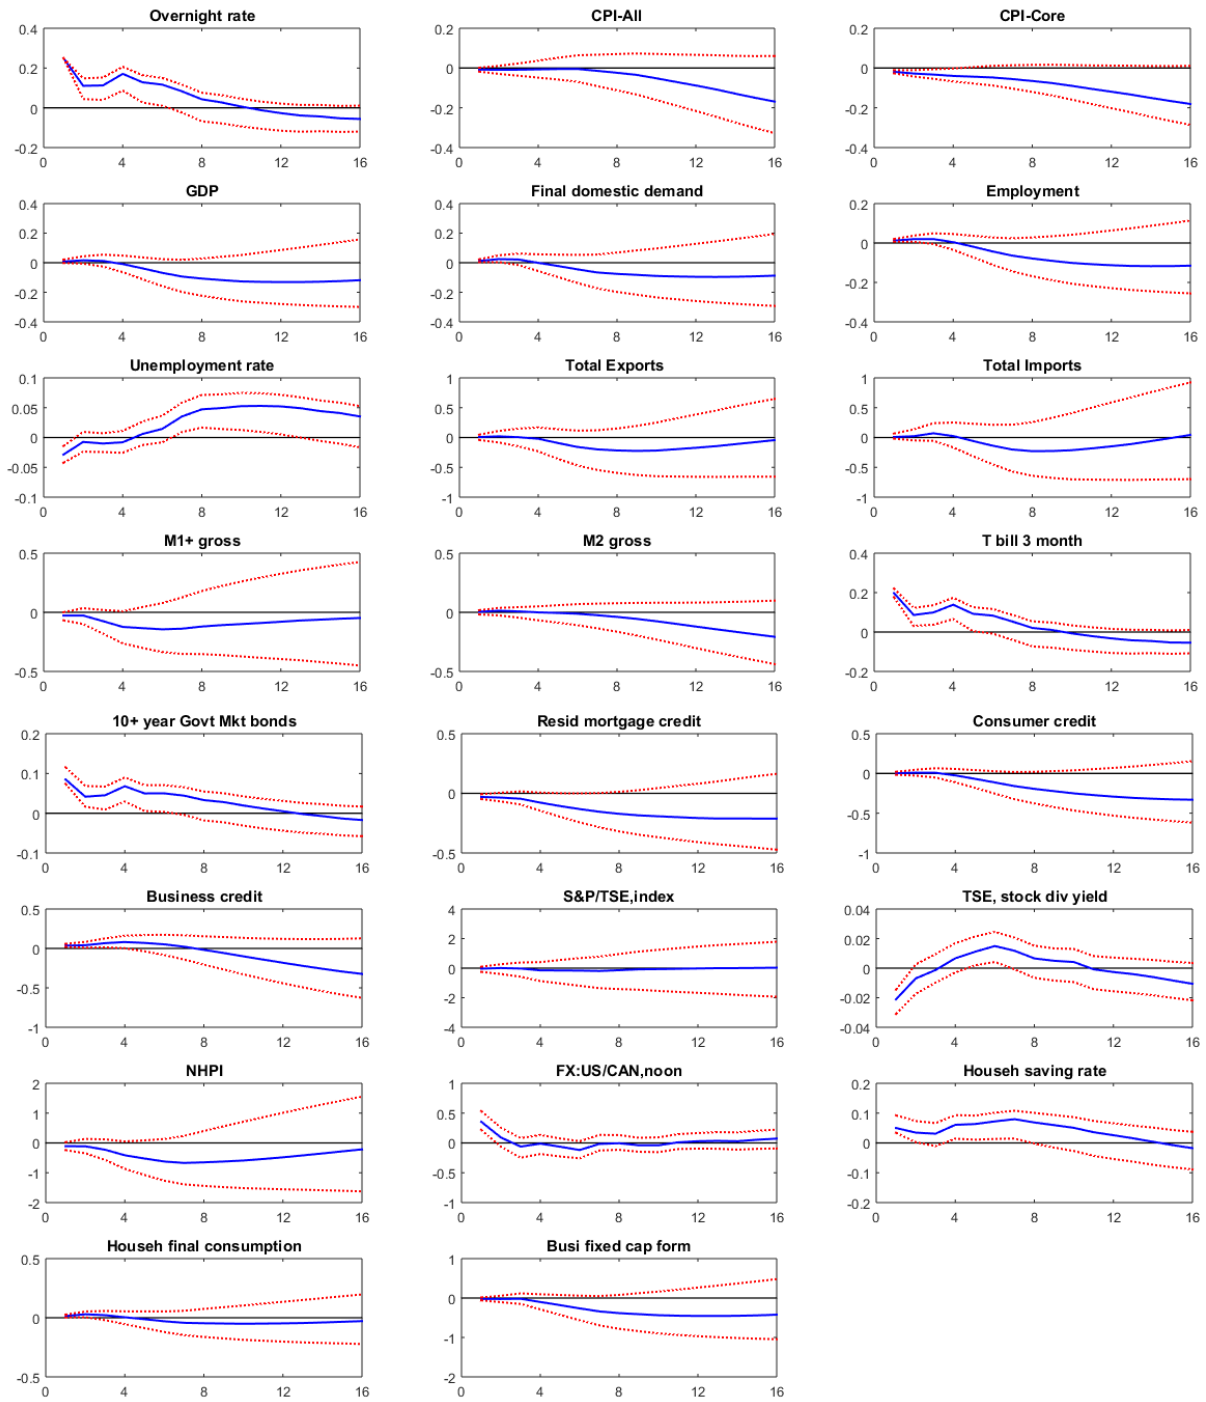 Overnight rate
0.4
0.2
0
-0.2
0 4 8 12 16
CPI-All
0.2
0
-0.2
-0.4
0 4 8 12 16
CPI-Core
0.2
0
-0.2
-0.4
0 4 8 12 16
GDP
0.4
0.2
0
-0.2
-0.4
0 4 8 12 16
Final domestic demand
0.4
0.2
0
-0.2
-0.4
0 4 8 12 16
Employment
0.2
0
-0.2
-0.4
0 4 8 12 16
Unemployment rate
0.1
0.05
0
-0.05
-0.1
0 4 8 12 16
Total Exports
1
0.5
0
-0.5
-1
0 4 8 12 16
Total Imports
1
0.5
0
-0.5
-1
0 4 8 12 16
M1+ gross
0.5
0
-0.5
0 4 8 12 16
M2 gross
0.5
0
-0.5
0 4 8 12 16
T bill 3 month
0.4
0.2
0
-0.2
0 4 8 12 16
10+ year Govt Mkt bonds
0.2
0.1
0
-0.1
0 4 8 12 16
Resid mortgage credit
0.5
0
-0.5
0 4 8 12 16
Consumer credit
0.5
0
-0.5
-1
0 4 8 12 16
Business credit
0.5
0
-0.5
-1
0 4 8 12 16
S&P/TSE,index
4
2
0
-2
-4
0 4 8 12 16
TSE, stock div yield
0.04
0.02
0
-0.02
-0.04
0 4 8 12 16
NHPI
2
1
0
-1
-2
0 4 8 12 16
FX:US/CAN,noon
1
0.5
0
-0.5
-1
0 4 8 12 16
Househ saving rate
0.2
0.1
0
-0.1
-0.2
0 4 8 12 16
Househ final consumption
0.5
0
-0.5
0 4 8 12 16
Busi fixed cap form
1
0
-1
-2
0 4 8 12 16